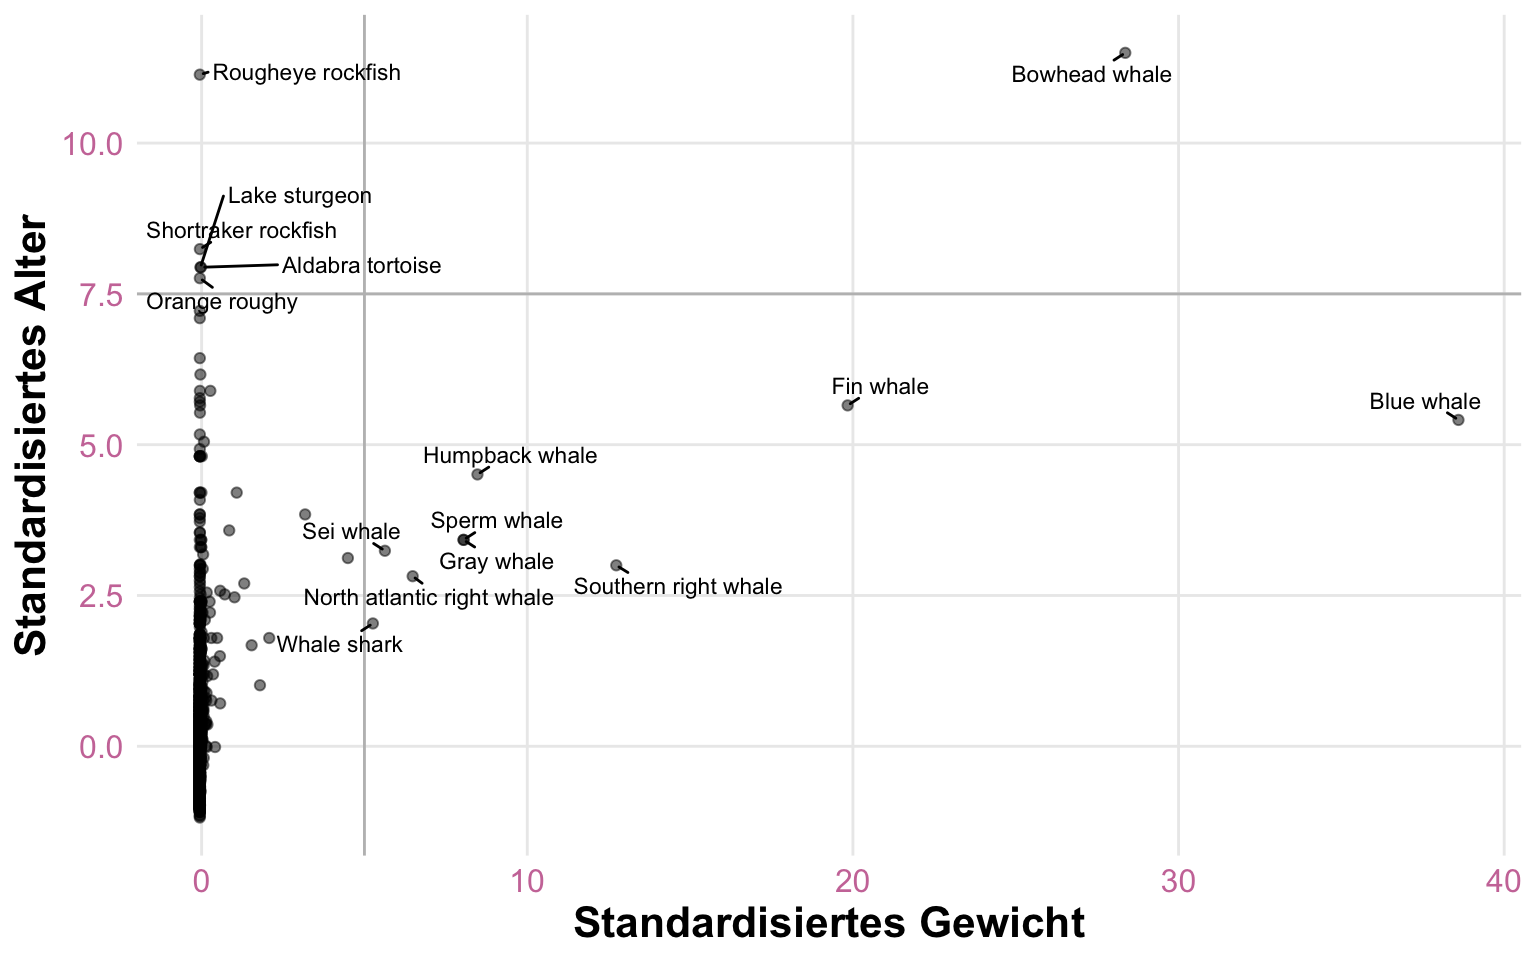 Rougheye rockfish
Bowhead whale
10.0
Lake sturgeon
Shortraker rockfish
Aldabra tortoise
7.5
Orange roughy
Fin whale
Blue whale
5.0
Humpback whale
Sperm whale
Sei whale
Gray whale
Southern right whale
2.5
North atlantic right whale
Whale shark
0.0
0 10 20 30 40
Standardisiertes Gewicht
Standardisiertes Alter